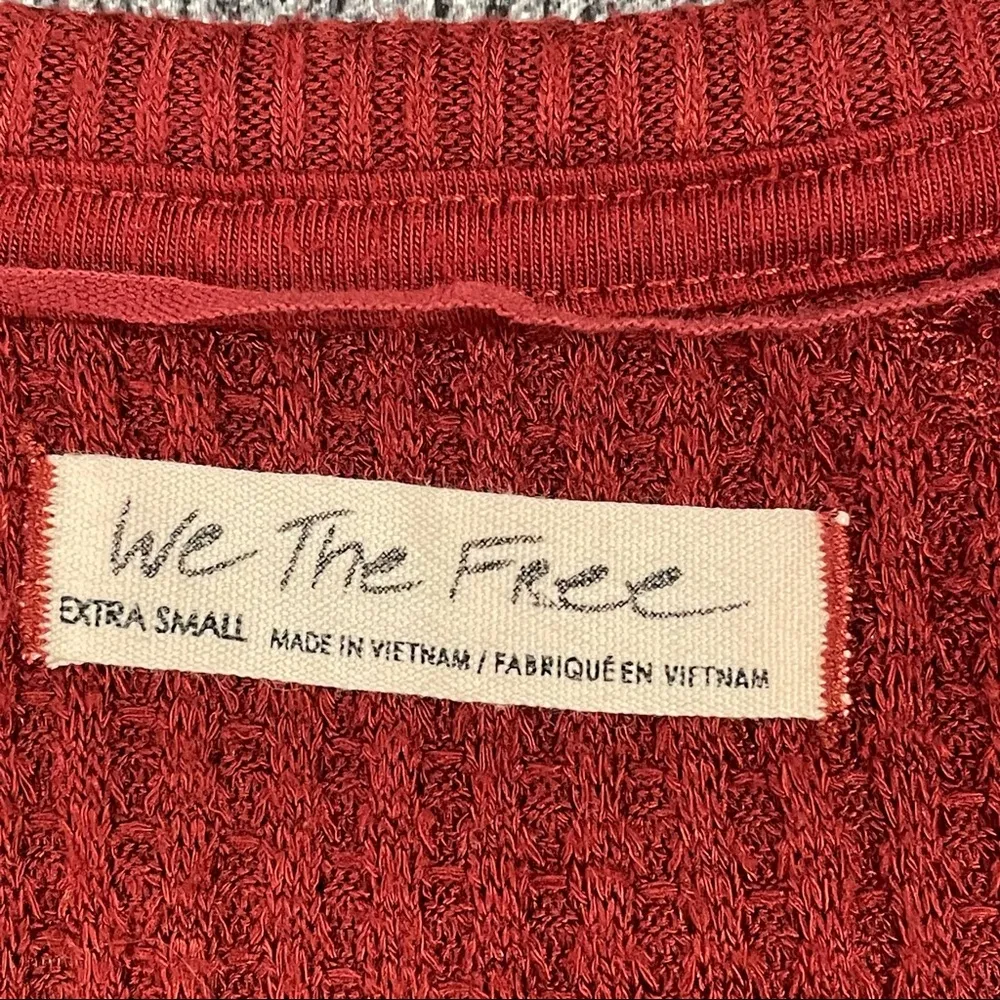 We The Free
EXTRA SMALL
MADE IN VIETNAM / FABRIQUÉ EN VIETNAM